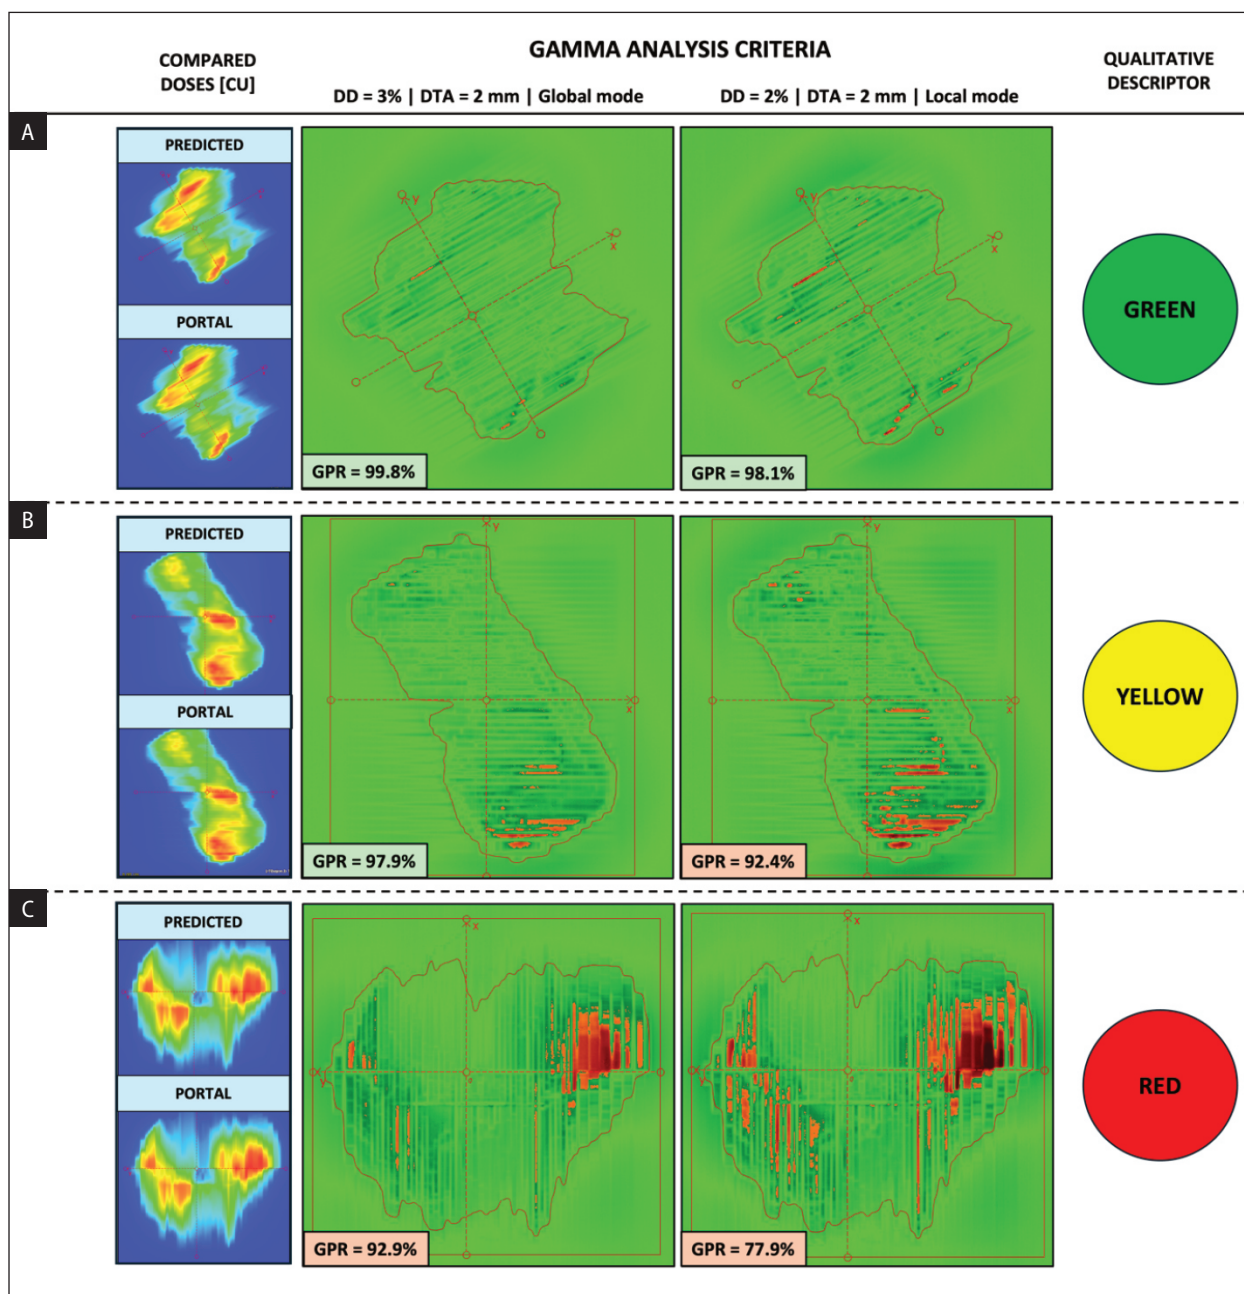 COMPARED
DOSES [CU]
GAMMA ANALYSIS CRITERIA
DD = 3% | DTA = 2 mm | Global mode
DD = 2% | DTA = 2 mm | Local mode
QUALITATIVE
DESCRIPTOR
A
PREDICTED
PORTAL
y
x
GPR = 99.8%
y
x
GPR = 98.1%
GREEN
B
PREDICTED
PORTAL
y
x
GPR = 97.9%
y
x
GPR = 92.4%
YELLOW
C
PREDICTED
PORTAL
x
y
GPR = 92.9%
x
y
GPR = 77.9%
RED